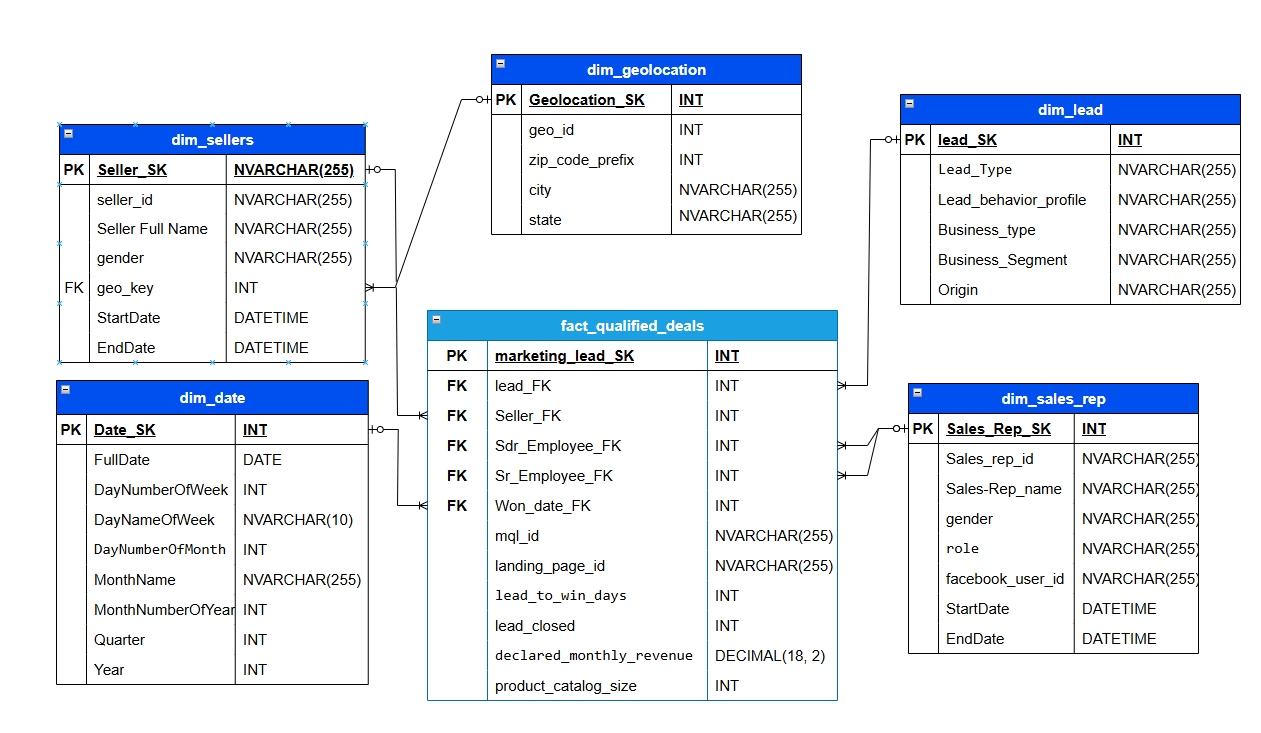 dim_geolocation
PK Geolocation_SK INT
geo_id INT
zip_code_prefix INT
city NVARCHAR(255)
state NVARCHAR(255)
dim_lead
PK lead_SK INT
Lead_Type NVARCHAR(255)
Lead_behavior_profile NVARCHAR(255)
Business_type NVARCHAR(255)
Business_Segment NVARCHAR(255)
Origin NVARCHAR(255)
dim_sellers
PK Seller_SK NVARCHAR(255)
seller_id NVARCHAR(255)
Seller Full Name NVARCHAR(255)
gender NVARCHAR(255)
FK geo_key INT
StartDate DATETIME
EndDate DATETIME
fact_qualified_deals
PK marketing_lead_SK INT
FK lead_FK INT
FK Seller_FK INT
FK Sdr_Employee_FK INT
FK Sr_Employee_FK INT
FK Won_date_FK INT
mql_id NVARCHAR(255)
landing_page_id NVARCHAR(255)
lead_to_win_days INT
lead_closed INT
declared_monthly_revenue DECIMAL(18, 2)
product_catalog_size INT
dim_date
PK Date_SK INT
FullDate DATE
DayNumberOfWeek INT
DayNameOfWeek NVARCHAR(10)
DayNumberOfMonth INT
MonthName NVARCHAR(255)
MonthNumberOfYear INT
Quarter INT
Year INT
dim_sales_rep
PK Sales_Rep_SK INT
Sales_rep_id NVARCHAR(255)
Sales-Rep_name NVARCHAR(255)
gender NVARCHAR(255)
role NVARCHAR(255)
facebook_user_id NVARCHAR(255)
StartDate DATETIME
EndDate DATETIME